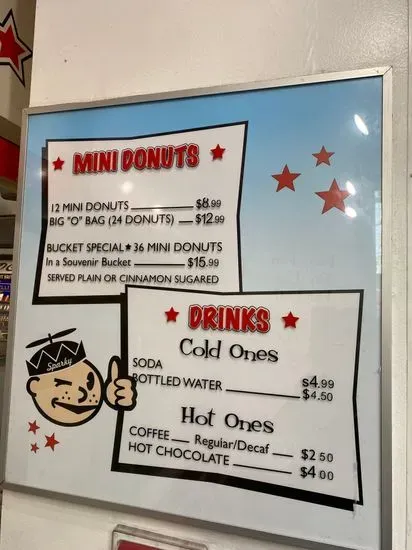 MINI DONUTS
12 MINI DONUTS $8.99
BIG "O" BAG (24 DONUTS) $12.99
BUCKET SPECIAL★36 MINI DONUTS
In a Souvenir Bucket $15.99
SERVED PLAIN OR CINNAMON SUGARED
DRINKS
Cold Ones
SODA $4.99
BOTTLED WATER $4.50
Hot Ones
COFFEE Regular/Decaf $2 50
HOT CHOCOLATE $4 00
Sparky